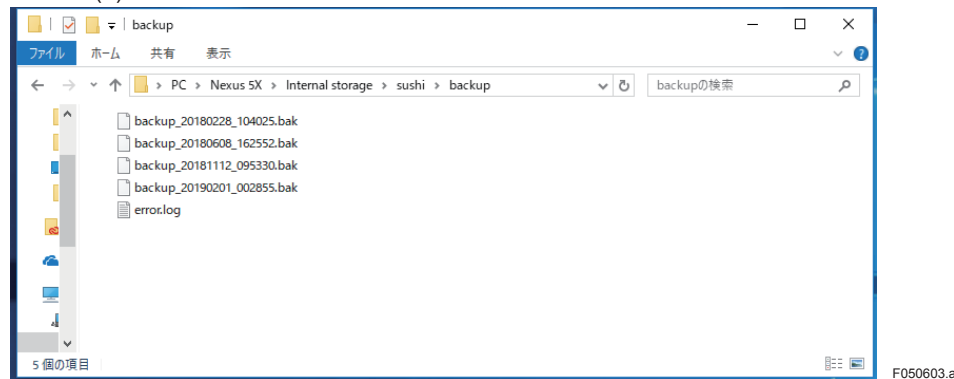 backup
ファイル ホーム 共有 表示
PC > Nexus 5X > Internal storage > sushi > backup backupの検索
backup_20180228_104025.bak
backup_20180608_162552.bak
backup_20181112_095330.bak
backup_20190201_002855.bak
error.log
5 個の項目
F050603.a